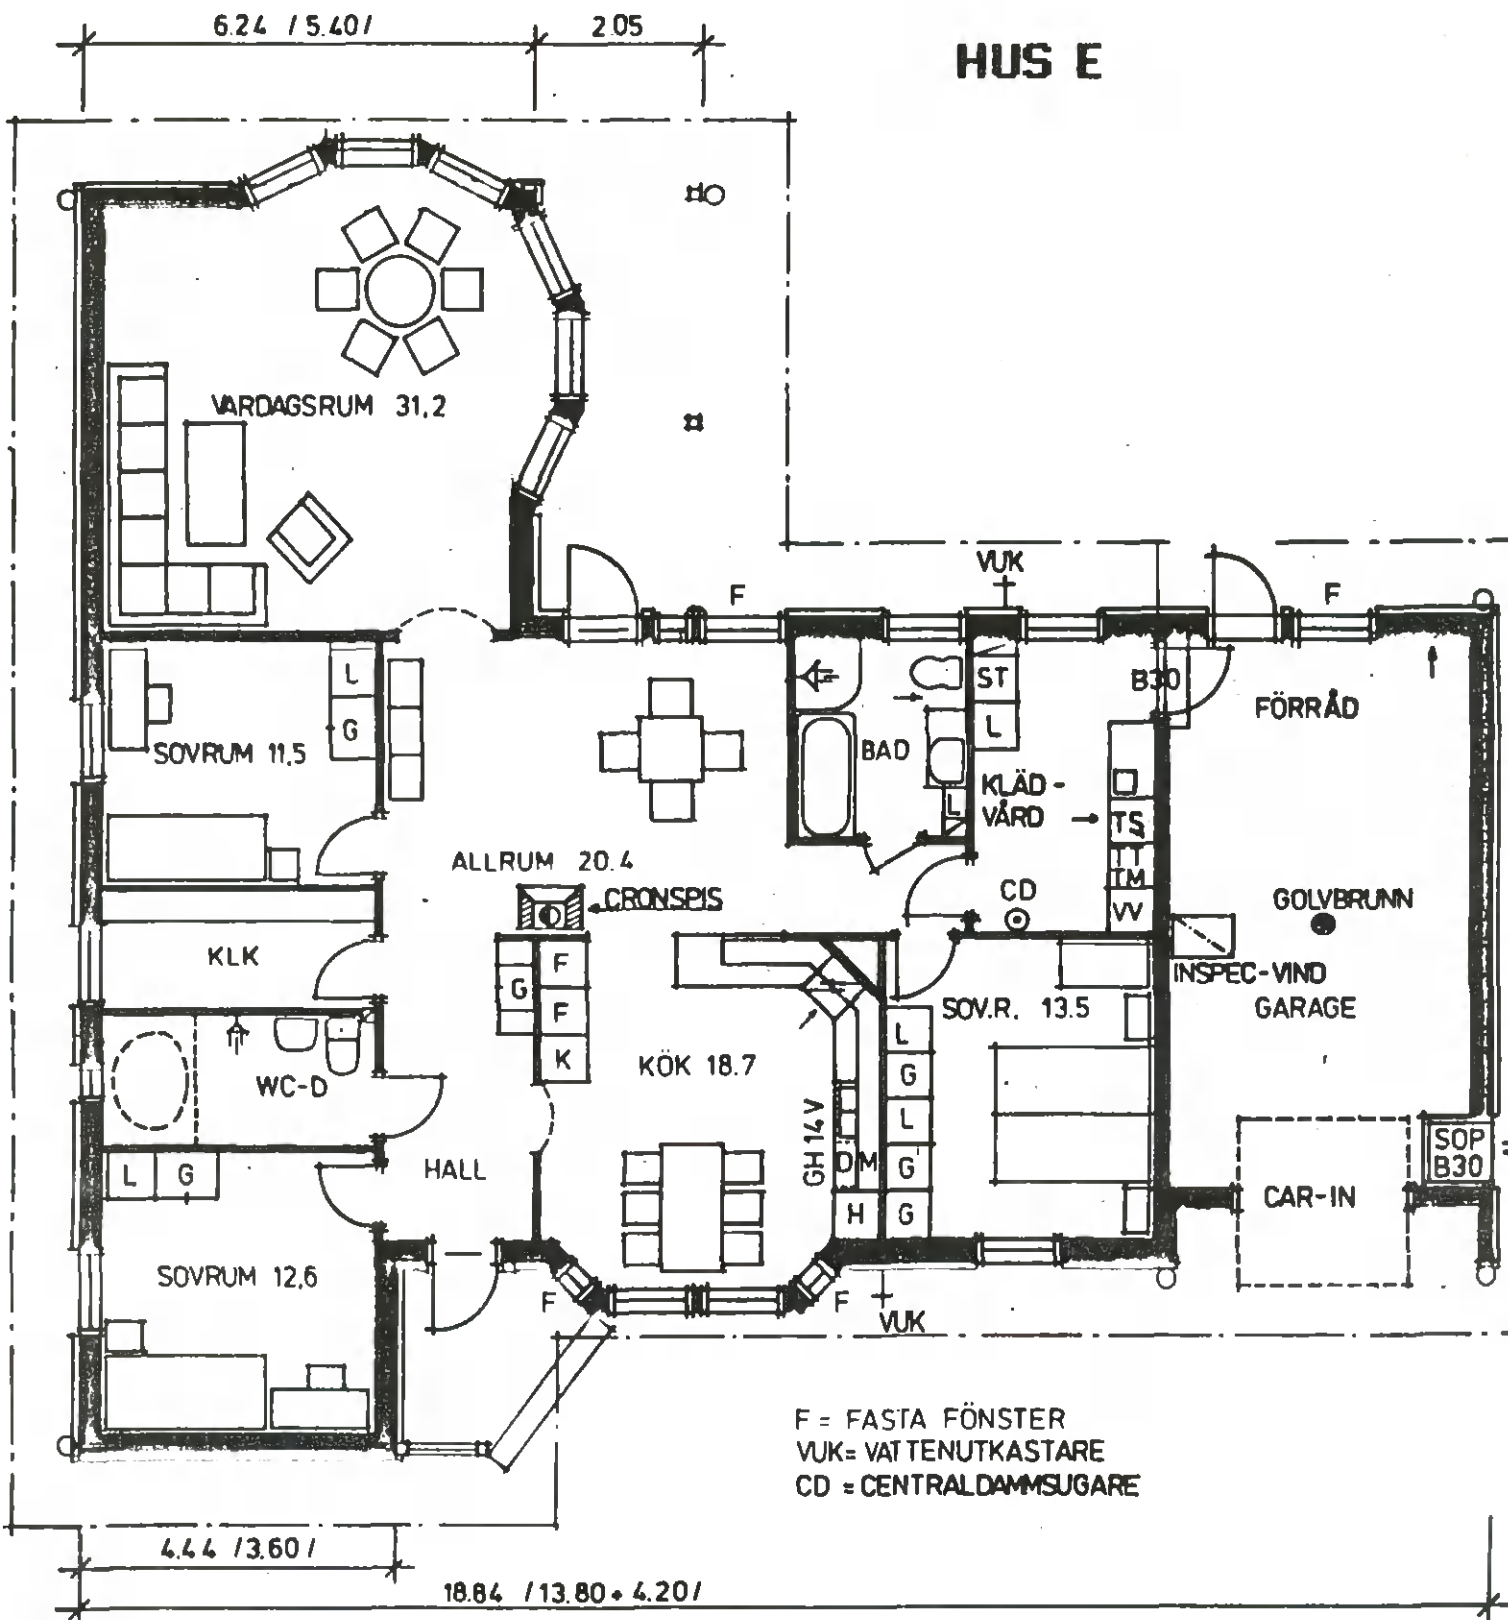 6.24 /5.40/
2.05
HUS E
VARDAGSRUM 31,2
VUK
F
F
L
G
SOVRUM 11,5
ST
L
BAD
L
B30
FÖRRÅD
KLÄD-
VÅRD
TS
TT
TM
VV
ALLRUM 20.4
CRONSPIS
CD
GOLVBRUNN
KLK
G
F
F
K
INSPEC-VIND
SOV.R. 13.5
GARAGE
L
G
L
G
G
KÖK 18.7
WC-D
GH 14V
DM
H
HALL
L
G
SOP
B30
CAR-IN
SOVRUM 12,6
F
F
VUK
F = FASTA FÖNSTER
VUK= VATTENUTKASTARE
CD = CENTRALDAMMSUGARE
4.44 /3.60/
18.84 /13.80 + 4.20/